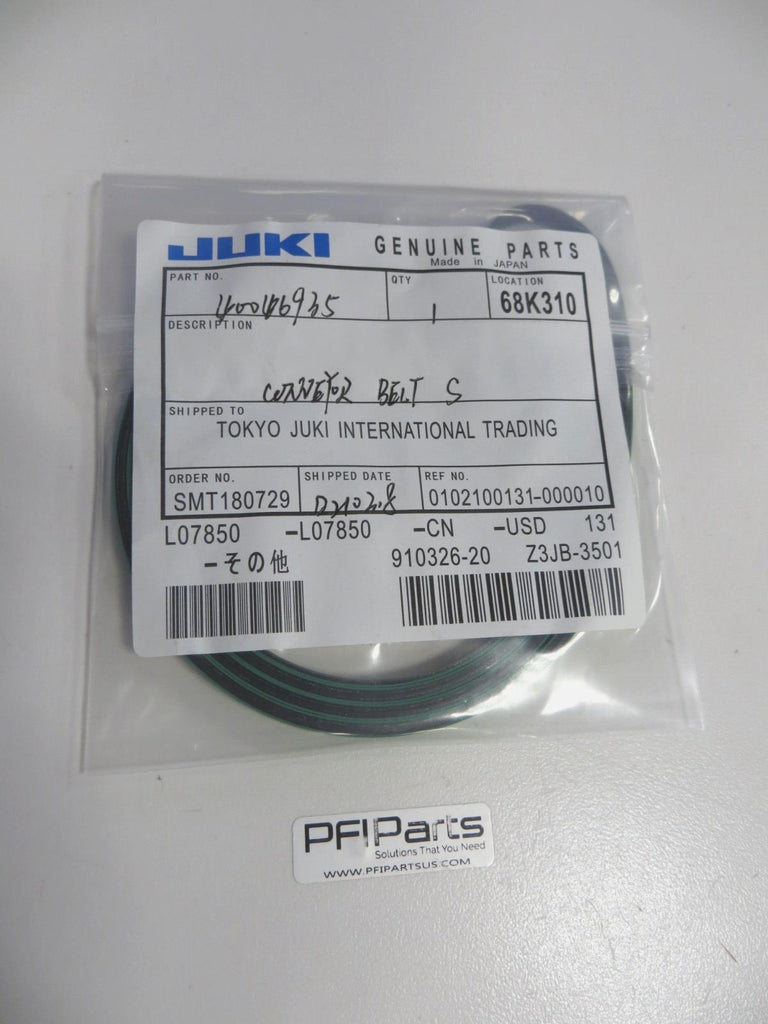 JUKI GENUINE PARTS
Made in JAPAN
PART NO. QTY LOCATION
40046935 1 68K310
DESCRIPTION
CONVEYOR BELT S
SHIPPED TO
TOKYO JUKI INTERNATIONAL TRADING
ORDER NO. SHIPPED DATE REF NO.
SMT180729 D210308 0102100131-000010
L07850 -L07850 -CN -USD 131
-その他 910326-20 Z3JB-3501
PFIParts
Solutions That You Need
WWW.PFIPARTSUS.COM